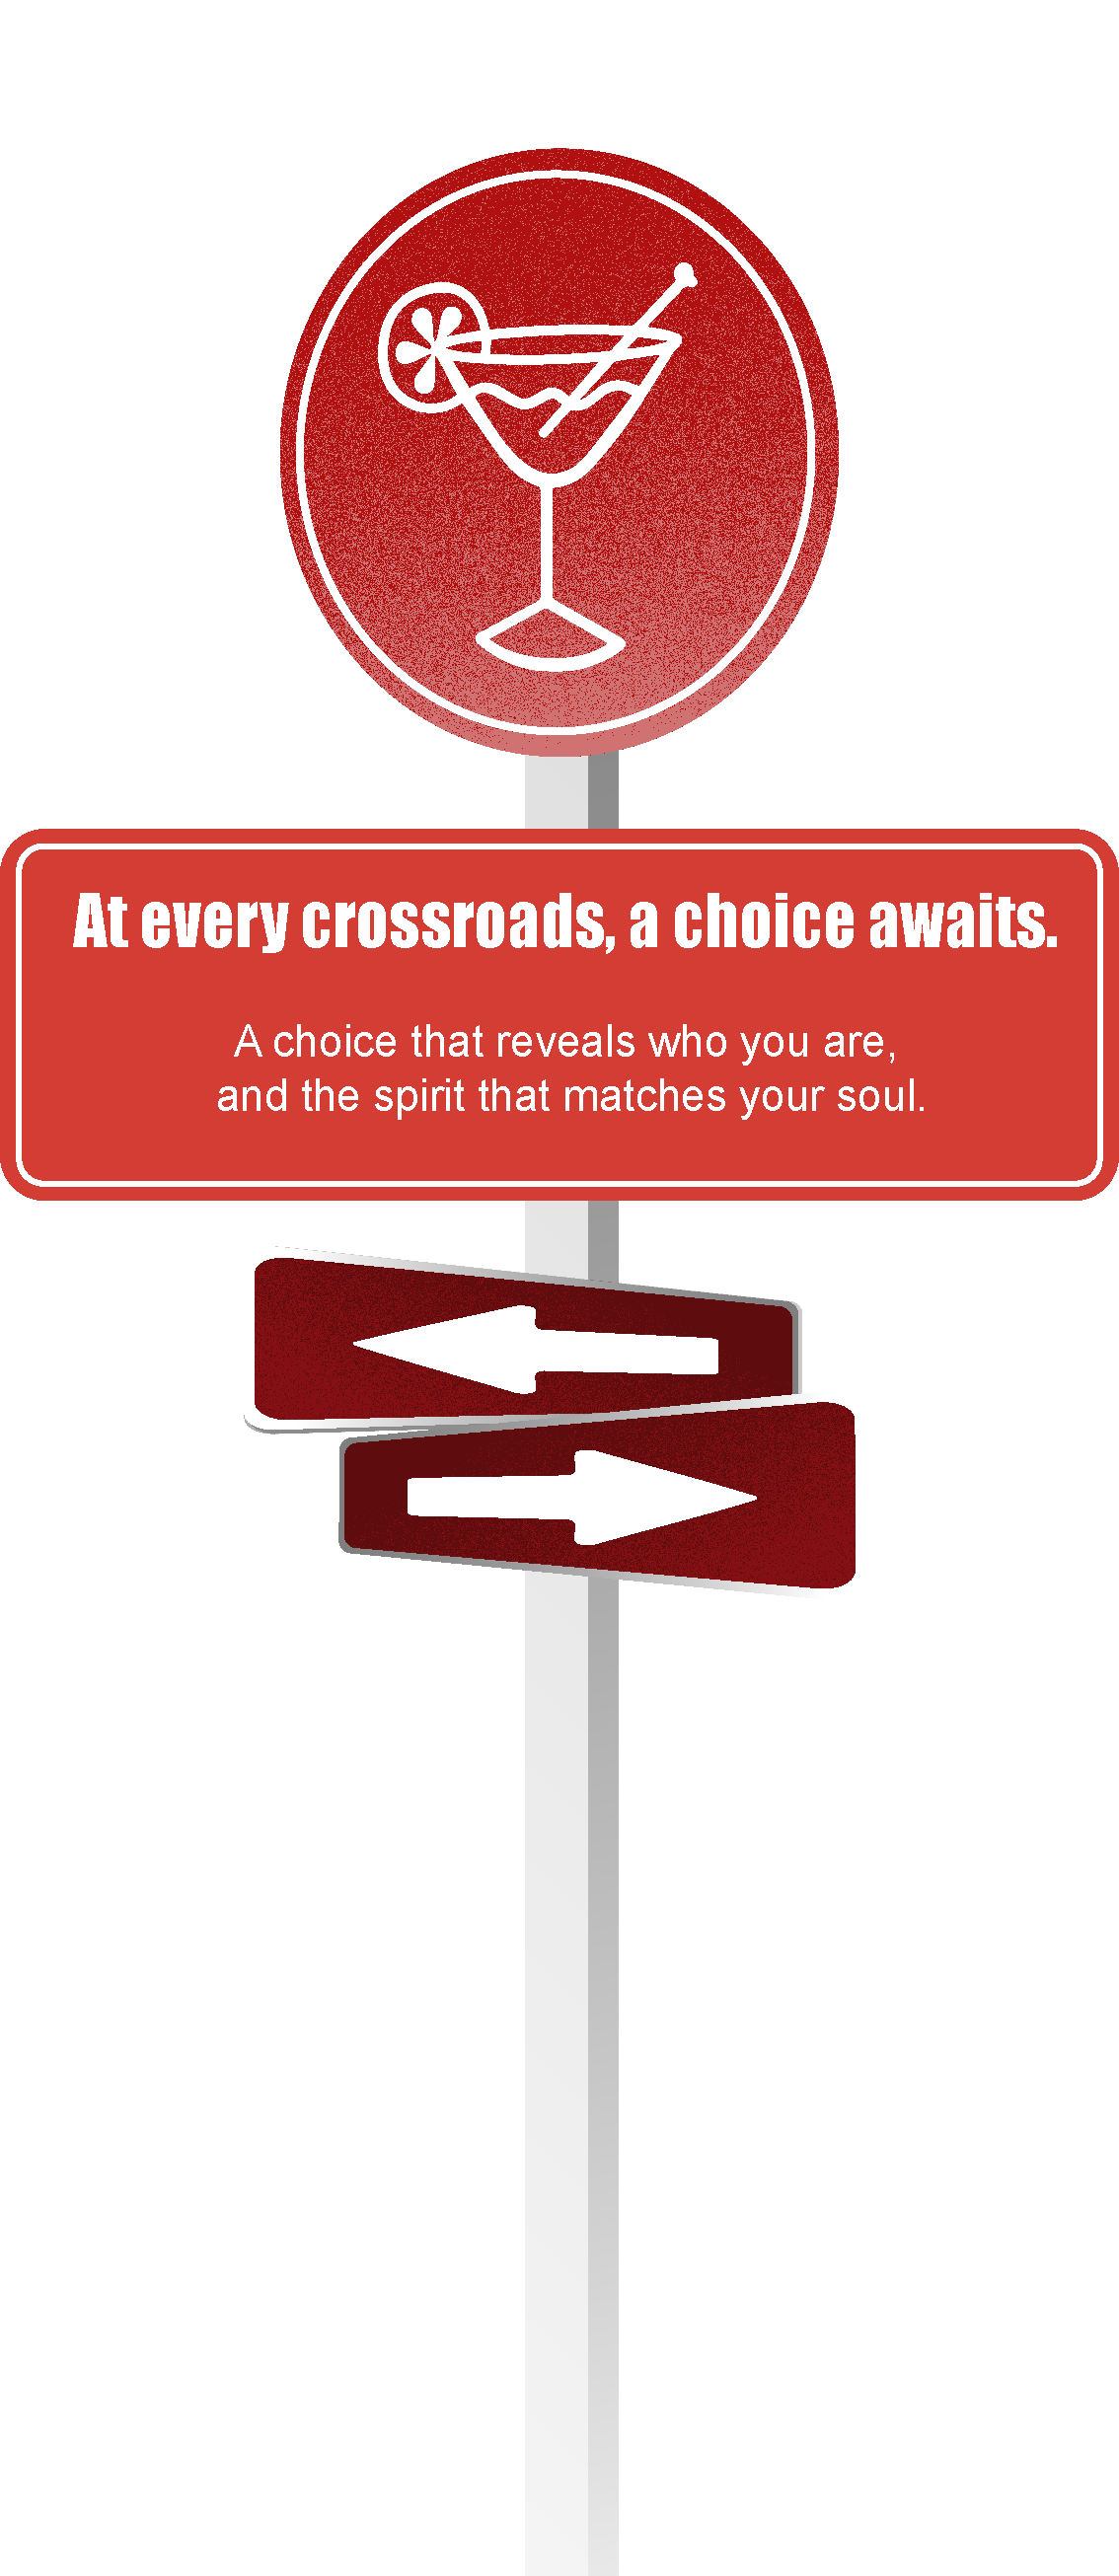 At every crossroads, a choice awaits.
A choice that reveals who you are,
and the spirit that matches your soul.